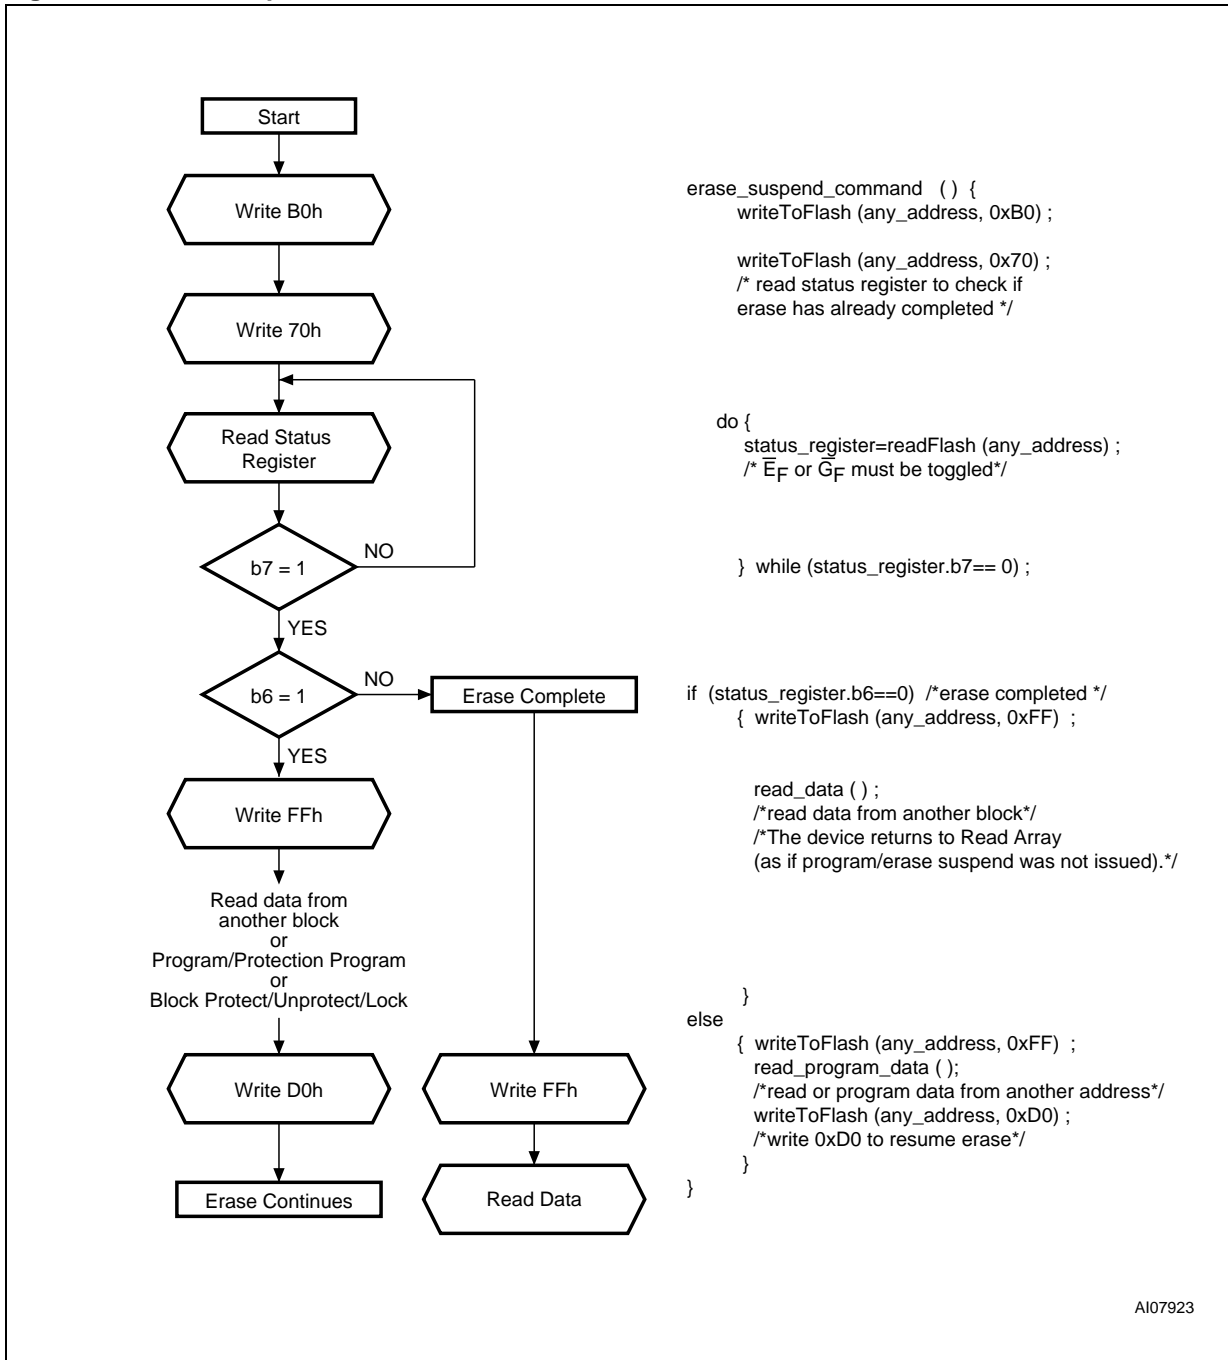 Start
Write B0h
Write 70h
Read Status
Register
b7 = 1
NO
YES
b6 = 1
NO
Erase Complete
YES
Write FFh
Read data from
another block
or
Program/Protection Program
or
Block Protect/Unprotect/Lock
Write D0h
Write FFh
Erase Continues
Read Data
erase_suspend_command ( ) {
writeToFlash (any_address, 0xB0) ;
writeToFlash (any_address, 0x70) ;
/* read status register to check if
erase has already completed */
do {
status_register=readFlash (any_address) ;
/* E̅F or G̅F must be toggled*/
} while (status_register.b7== 0) ;
if (status_register.b6==0) /*erase completed */
{ writeToFlash (any_address, 0xFF) ;
read_data ( ) ;
/*read data from another block*/
/*The device returns to Read Array
(as if program/erase suspend was not issued).*/
}
else
{ writeToFlash (any_address, 0xFF) ;
read_program_data ( );
/*read or program data from another address*/
writeToFlash (any_address, 0xD0) ;
/*write 0xD0 to resume erase*/
}
}
AI07923